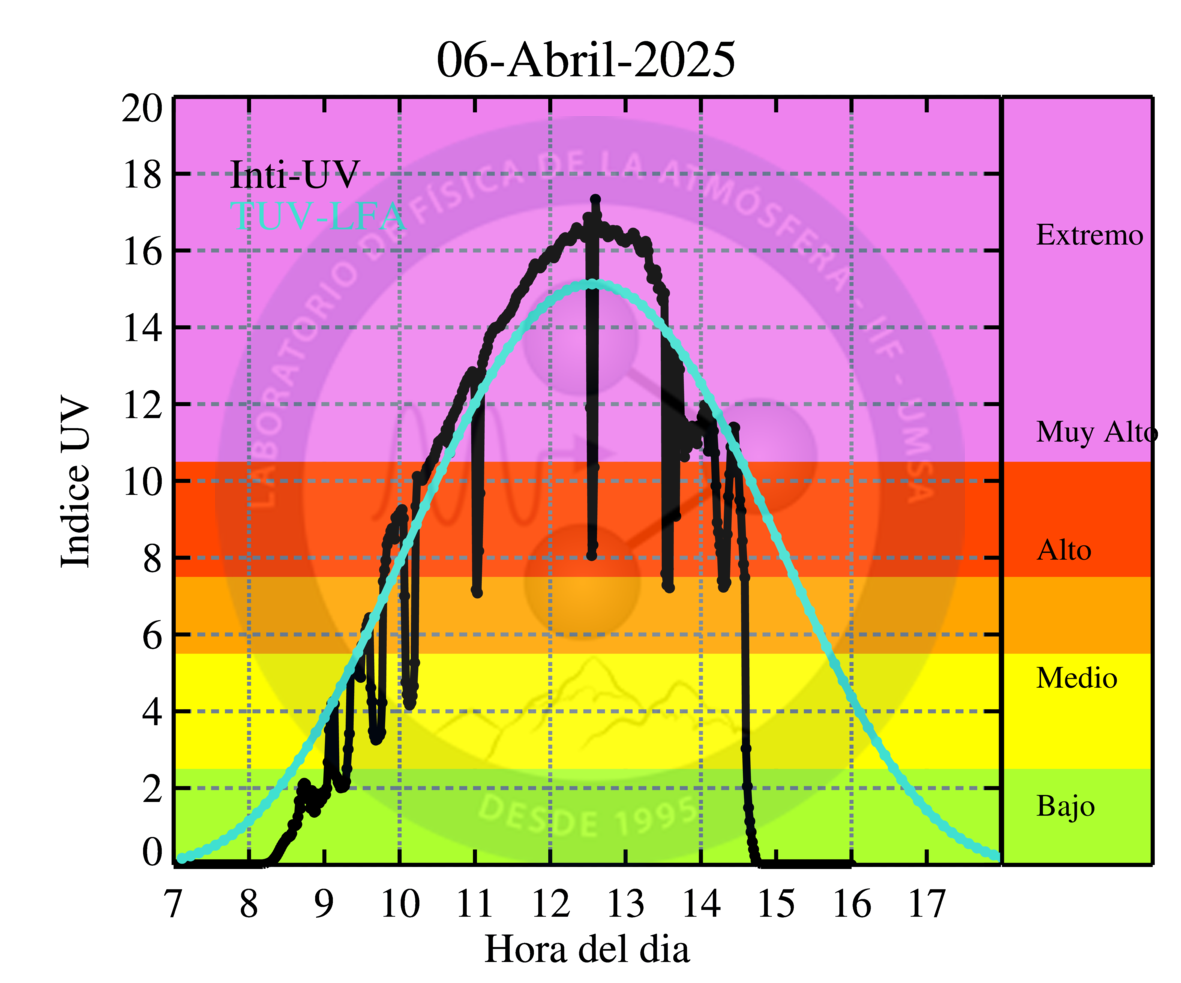 06-Abril-2025
Inti-UV
TUV-LFA
Indice UV
20
18
16
14
12
10
8
6
4
2
0
7 8 9 10 11 12 13 14 15 16 17
Hora del dia
Extremo
Muy Alto
Alto
Medio
Bajo
LABORATORIO DE FÍSICA DE LA ATMÓSFERA - IIF - UMSA
DESDE 1995